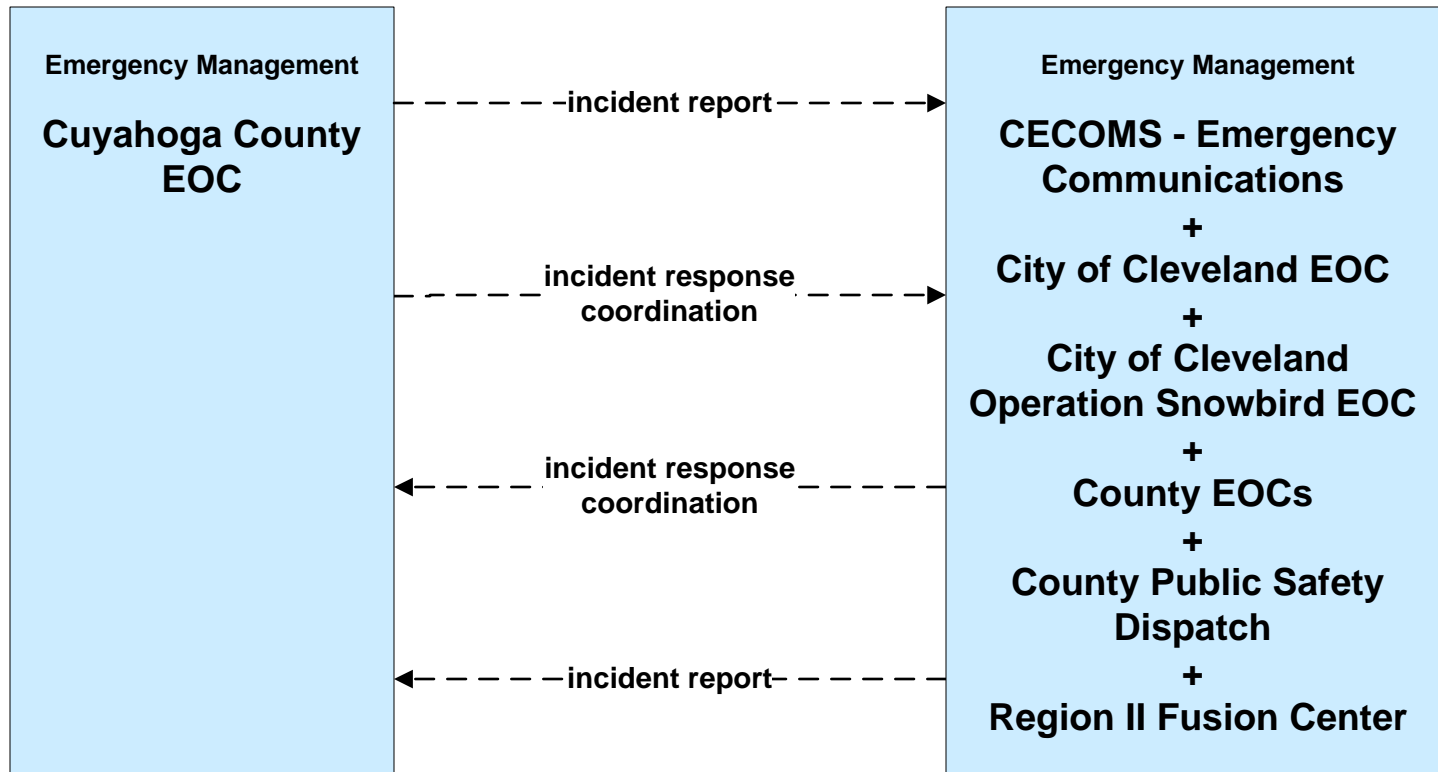 Emergency Management
Cuyahoga County
EOC
incident report
incident response
coordination
incident response
coordination
incident report
Emergency Management
CECOMS - Emergency
Communications
+
City of Cleveland EOC
+
City of Cleveland
Operation Snowbird EOC
+
County EOCs
+
County Public Safety
Dispatch
+
Region II Fusion Center